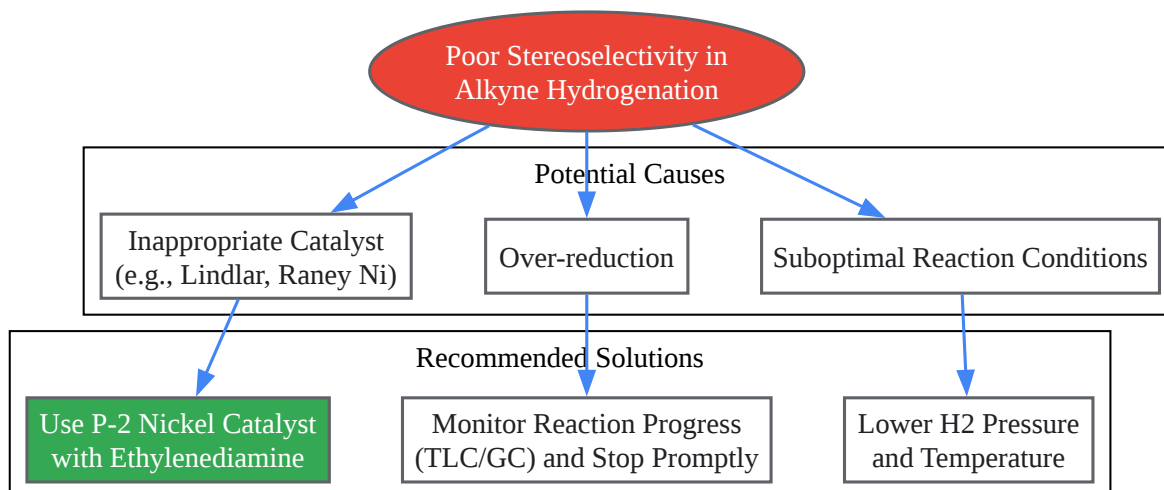 Poor Stereoselectivity in
Alkyne Hydrogenation
Potential Causes
Inappropriate Catalyst
(e.g., Lindlar, Raney Ni)
Over-reduction
Suboptimal Reaction Conditions
Recommended Solutions
Use P-2 Nickel Catalyst
with Ethylenediamine
Monitor Reaction Progress
(TLC/GC) and Stop Promptly
Lower H2 Pressure
and Temperature